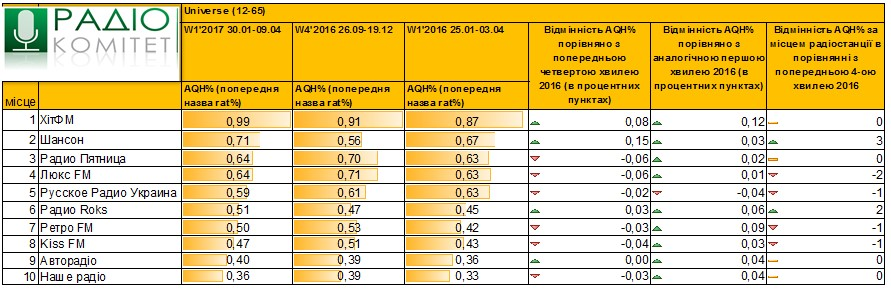 РАДІО
КОМІТЕТ
Universe (12-65)
W1'2017 30.01-09.04 W4'2016 26.09-19.12 W1'2016 25.01-03.04 Відмінність AQH% порівняно з попередньою четвертою хвилею 2016 (в процентних пунктах) Відмінність AQH% порівняно з аналогічною першою хвилею 2016 (в процентних пунктах) Відмінність AQH% за місцем радіостанції в порівнянні з попередньою 4-ою хвилею 2016
місце AQH% (попередня назва rat%) AQH% (попередня назва rat%) AQH% (попередня назва rat%)
1 ХітФМ 0,99 0,91 0,87 0,08 0,12 0
2 Шансон 0,71 0,56 0,67 0,15 0,03 3
3 Радио Пятница 0,64 0,70 0,63 -0,06 0,02 0
4 Люкс FM 0,64 0,71 0,63 -0,06 0,01 -2
5 Русское Радио Украина 0,59 0,61 0,63 -0,02 -0,04 -1
6 Радио Roks 0,51 0,47 0,45 0,03 0,06 2
7 Ретро FM 0,50 0,53 0,42 -0,03 0,09 -1
8 Kiss FM 0,47 0,51 0,43 -0,04 0,03 -1
9 Авторадіо 0,40 0,39 0,36 0,00 0,04 0
10 Наше радіо 0,36 0,39 0,33 -0,03 0,04 0